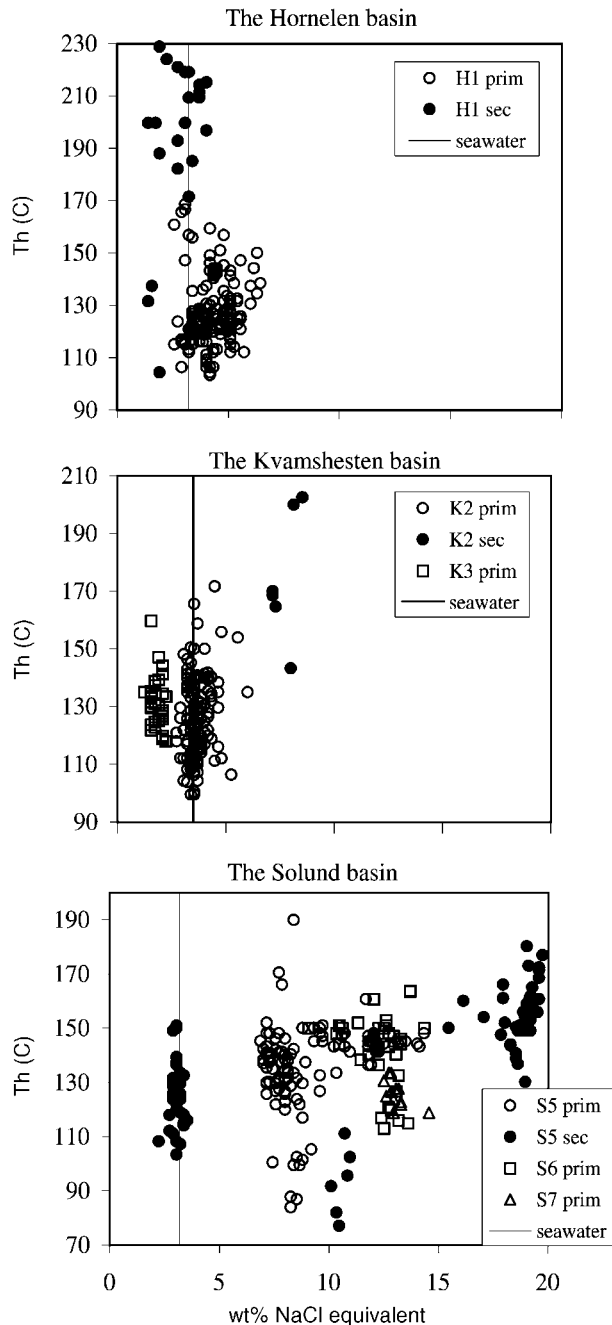 The Hornelen basin
230
210
190
170
150
130
110
90
Th (C)
H1 prim
H1 sec
seawater
The Kvamshesten basin
210
190
170
150
130
110
90
Th (C)
K2 prim
K2 sec
K3 prim
seawater
The Solund basin
190
170
150
130
110
90
70
Th (C)
S5 prim
S5 sec
S6 prim
S7 prim
seawater
0 5 10 15 20
wt% NaCl equivalent